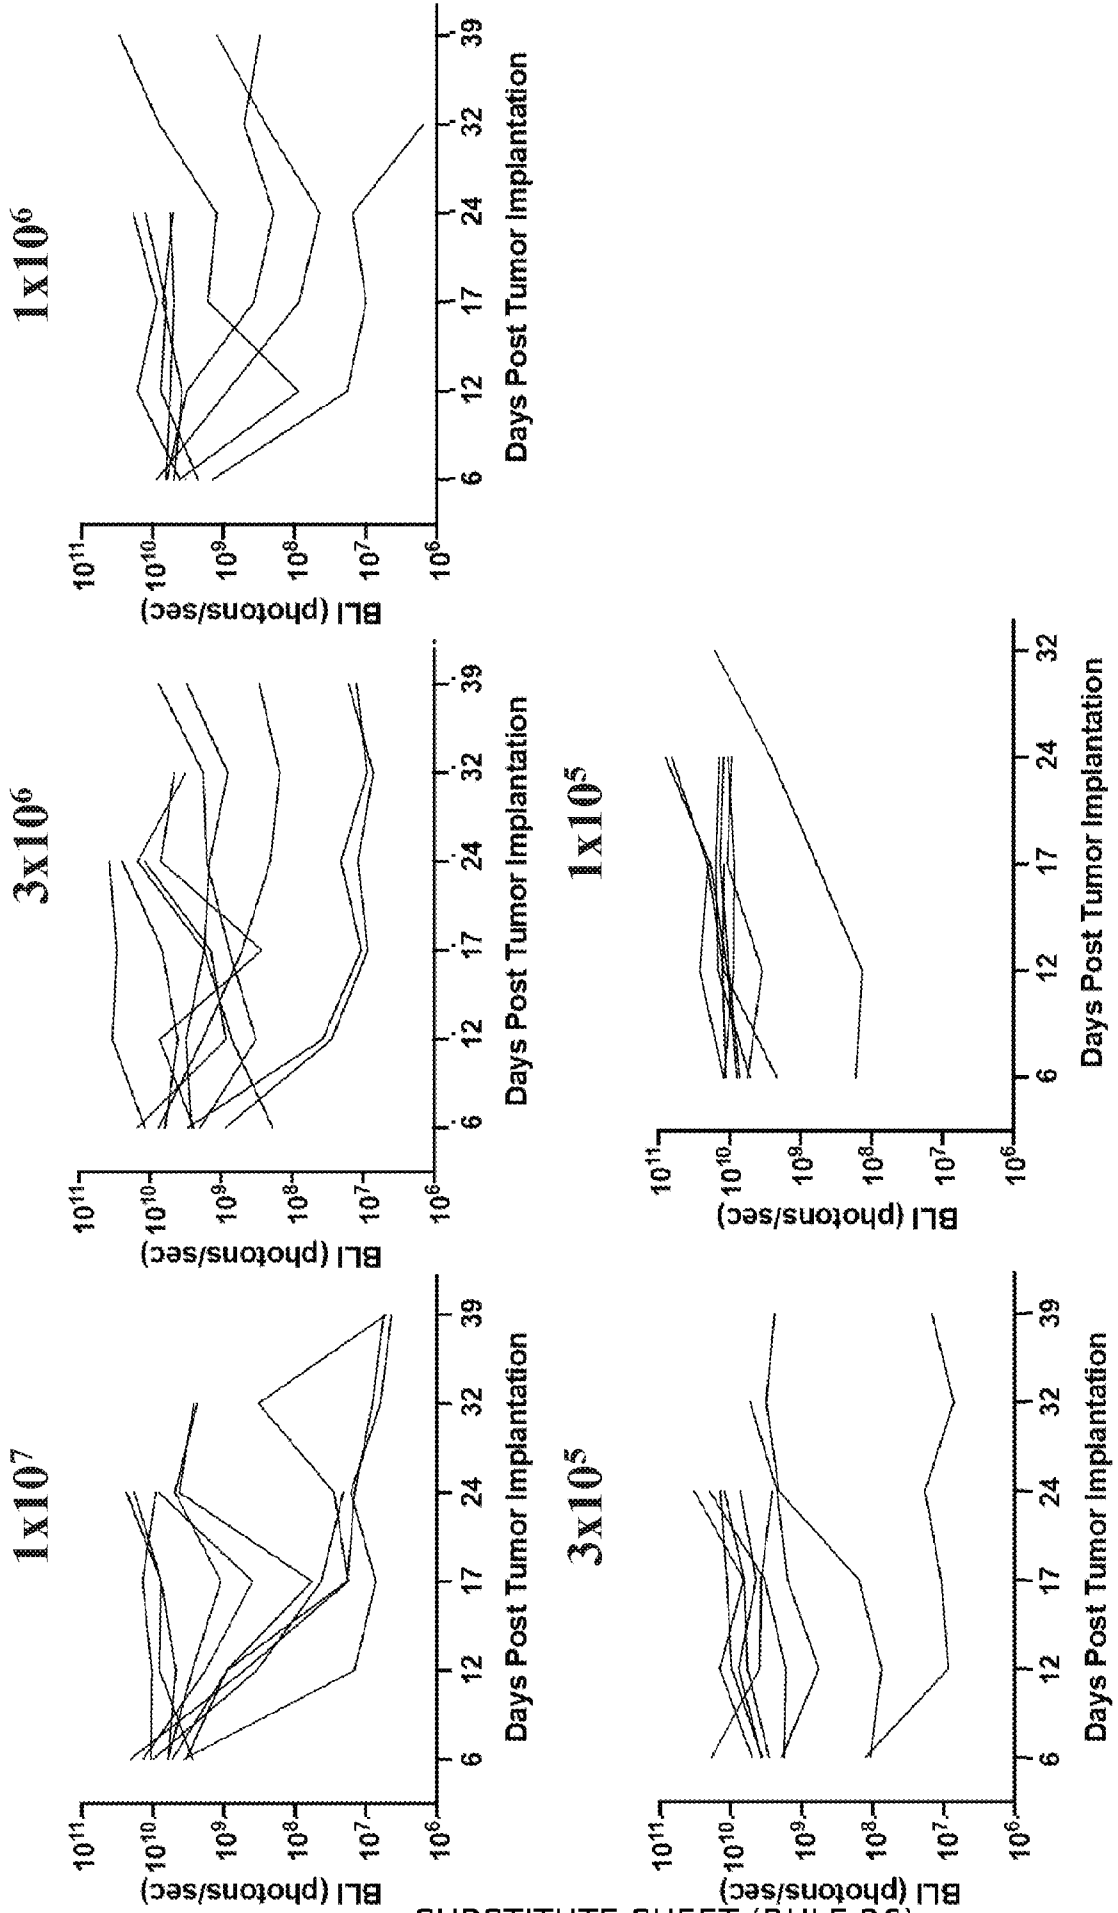 1x10⁷
BLI (photons/sec)
10¹¹
10¹⁰
10⁹
10⁸
10⁷
10⁶
6 12 17 24 32 39
Days Post Tumor Implantation
3x10⁶
BLI (photons/sec)
10¹¹
10¹⁰
10⁹
10⁸
10⁷
10⁶
6 12 17 24 32 39
Days Post Tumor Implantation
1x10⁶
BLI (photons/sec)
10¹¹
10¹⁰
10⁹
10⁸
10⁷
10⁶
6 12 17 24 32 39
Days Post Tumor Implantation
3x10⁵
BLI (photons/sec)
10¹¹
10¹⁰
10⁹
10⁸
10⁷
10⁶
6 12 17 24 32 39
Days Post Tumor Implantation
1x10⁵
BLI (photons/sec)
10¹¹
10¹⁰
10⁹
10⁸
10⁷
10⁶
6 12 17 24 32
Days Post Tumor Implantation
SUBSTITUTE SHEET (RULE 26)